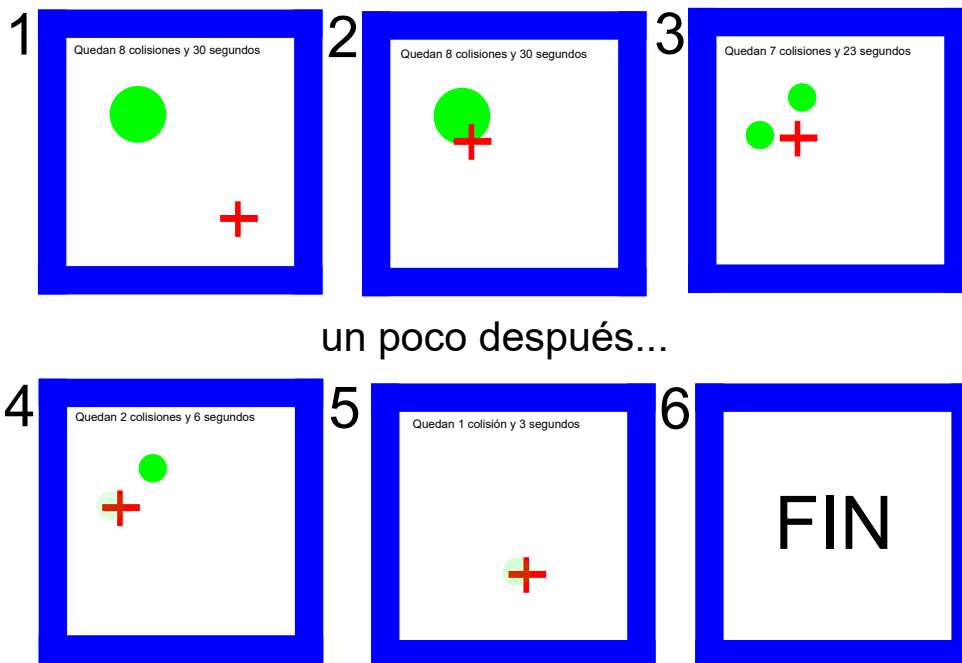 1
Quedan 8 colisiones y 30 segundos
2
Quedan 8 colisiones y 30 segundos
3
Quedan 7 colisiones y 23 segundos
un poco después...
4
Quedan 2 colisiones y 6 segundos
5
Quedan 1 colisión y 3 segundos
6
FIN